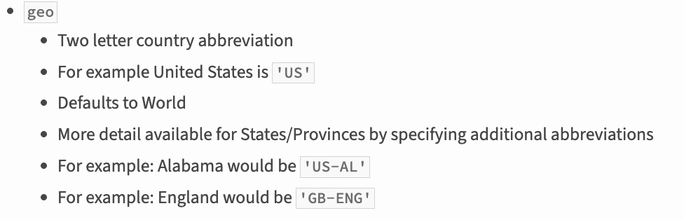 geo
Two letter country abbreviation
For example United States is 'US'
Defaults to World
More detail available for States/Provinces by specifying additional abbreviations
For example: Alabama would be 'US-AL'
For example: England would be 'GB-ENG'